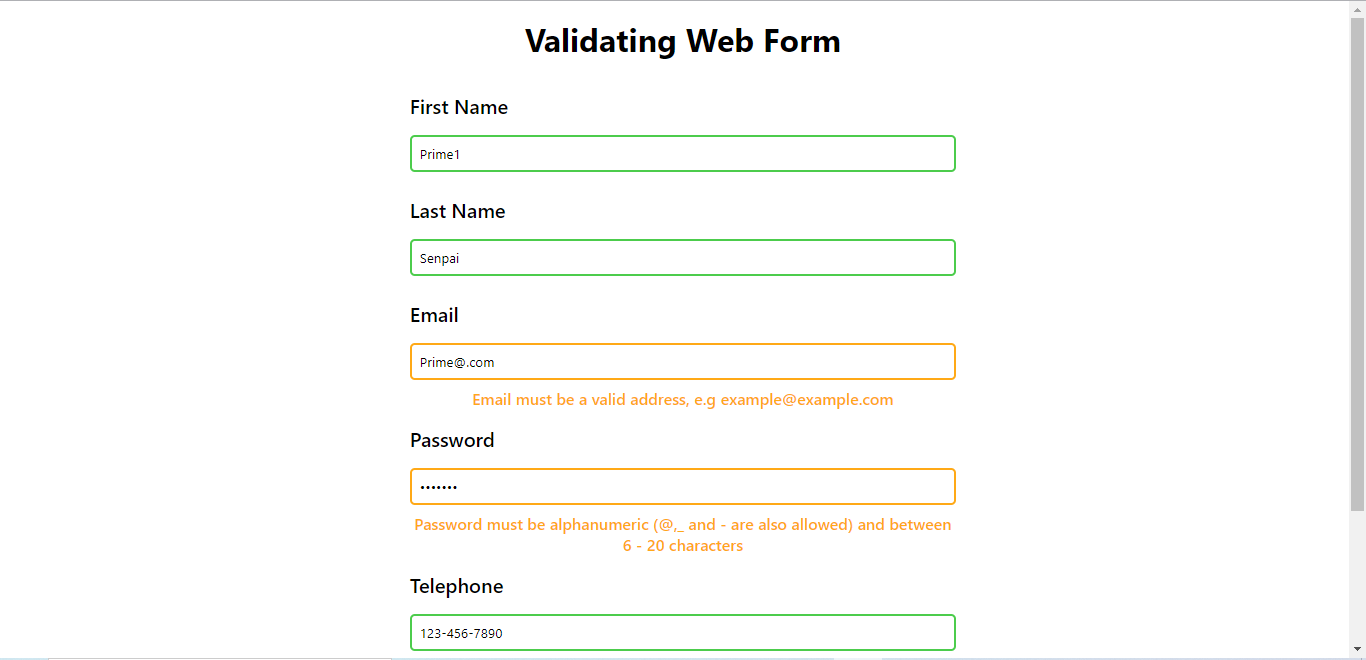 Validating Web Form
First Name
Prime1
Last Name
Senpai
Email
Prime@.com
Email must be a valid address, e.g example@example.com
Password
•••••••
Password must be alphanumeric (@,_ and - are also allowed) and between
6 - 20 characters
Telephone
123-456-7890